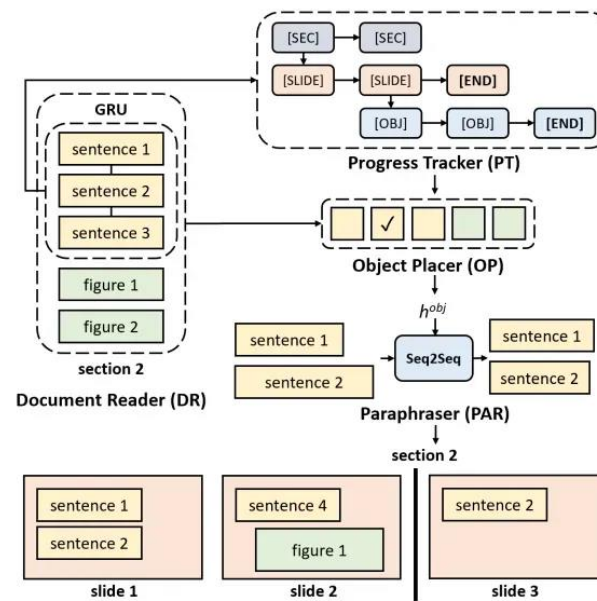 [SEC] [SEC]
[SLIDE] [SLIDE] [END]
[OBJ] [OBJ] [END]
Progress Tracker (PT)
GRU
sentence 1
sentence 2
sentence 3
figure 1
figure 2
section 2
Document Reader (DR)
✓
Object Placer (OP)
h^obj
sentence 1
sentence 2
Seq2Seq
sentence 1
sentence 2
Paraphraser (PAR)
section 2
sentence 1
sentence 2
slide 1
sentence 4
figure 1
slide 2
sentence 2
slide 3